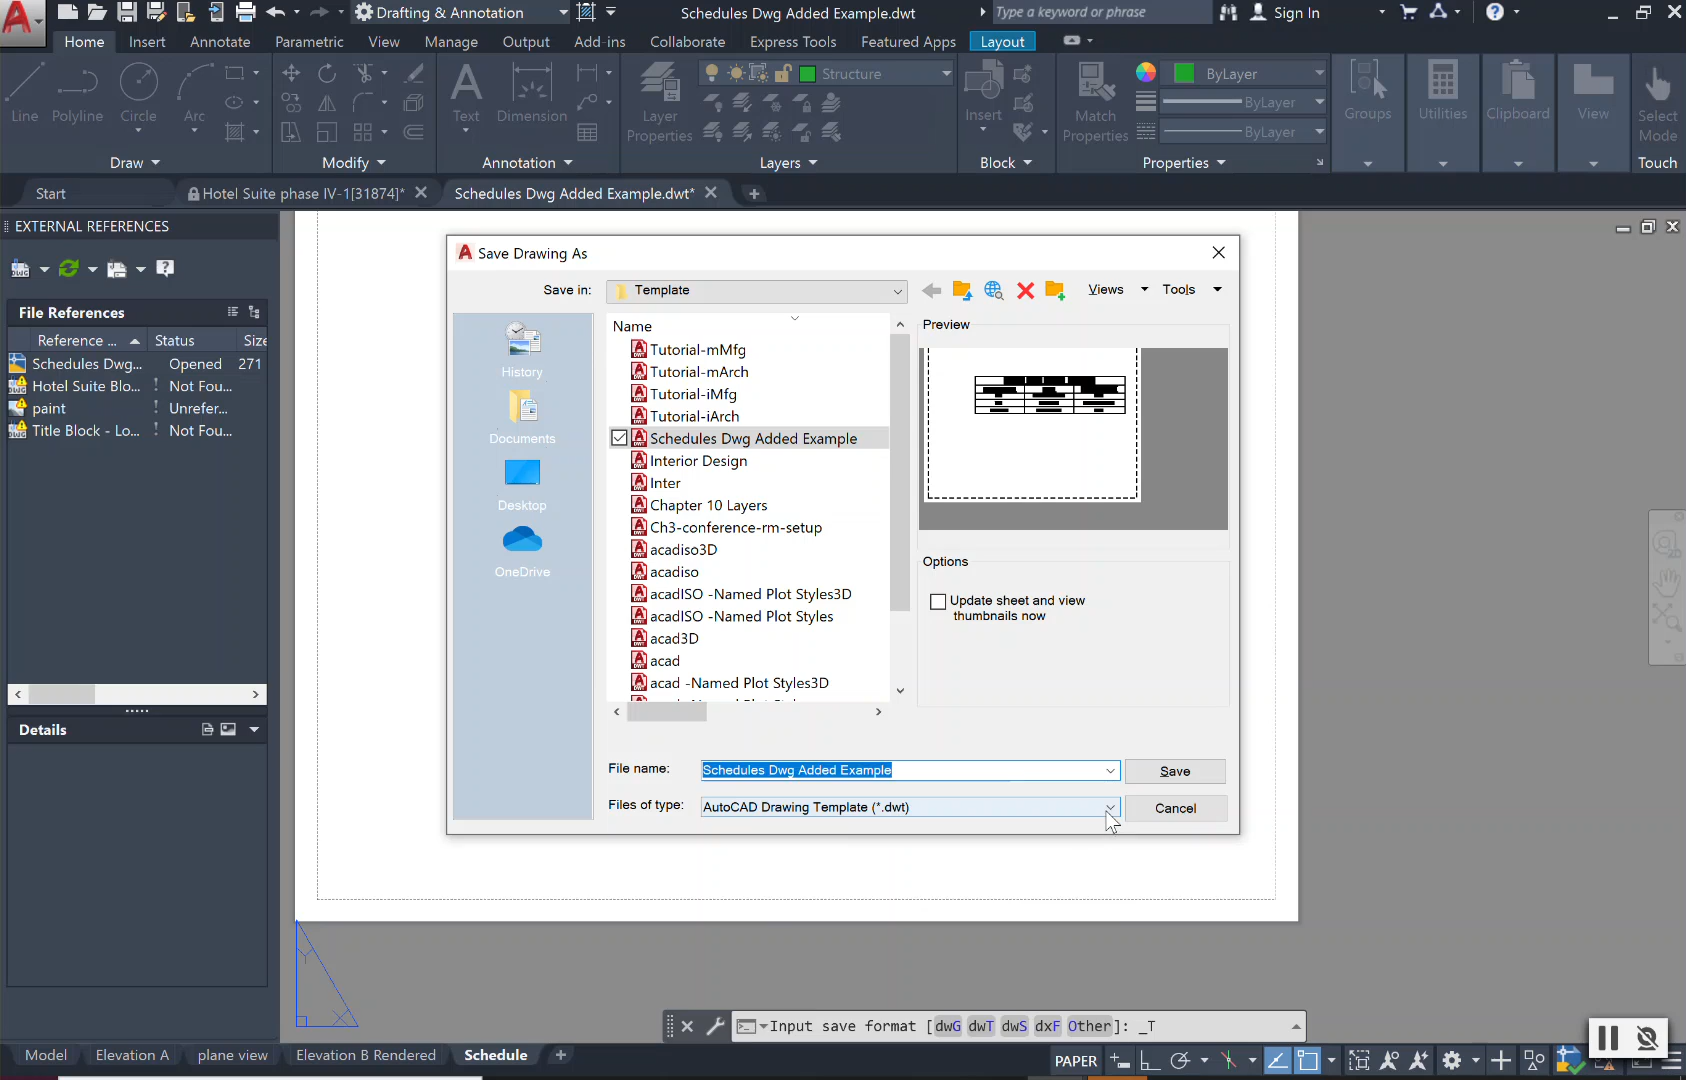 Drafting & Annotation
Schedules Dwg Added Example.dwt
Type a keyword or phrase
Sign In
Home
Insert
Annotate
Parametric
View
Manage
Output
Add-ins
Collaborate
Express Tools
Featured Apps
Layout
Line
Polyline
Circle
Arc
Text
Dimension
Layer
Properties
Structure
Insert
Match
Properties
ByLayer
ByLayer
ByLayer
Groups
Utilities
Clipboard
View
Select
Mode
Draw
Modify
Annotation
Layers
Block
Properties
Touch
Start
Hotel Suite phase IV-1[31874]*
Schedules Dwg Added Example.dwt*
EXTERNAL REFERENCES
File References
Reference ...
Status
Size
Schedules Dwg... Opened 271
Hotel Suite Blo... ! Not Fou...
paint ! Unrefer...
Title Block - Lo... ! Not Fou...
Details
Save Drawing As
Save in:
Template
Views
Tools
History
Documents
Desktop
OneDrive
Name
Tutorial-mMfg
Tutorial-mArch
Tutorial-iMfg
Tutorial-iArch
Schedules Dwg Added Example
Interior Design
Inter
Chapter 10 Layers
Ch3-conference-rm-setup
acadiso3D
acadiso
acadISO -Named Plot Styles3D
acadISO -Named Plot Styles
acad3D
acad
acad -Named Plot Styles3D
Preview
Options
Update sheet and view
thumbnails now
File name:
Schedules Dwg Added Example
Save
Files of type:
AutoCAD Drawing Template (*.dwt)
Cancel
Y
X
Input save format [dwG dwT dwS dxF Other]: _T
Model
Elevation A
plane view
Elevation B Rendered
Schedule
PAPER